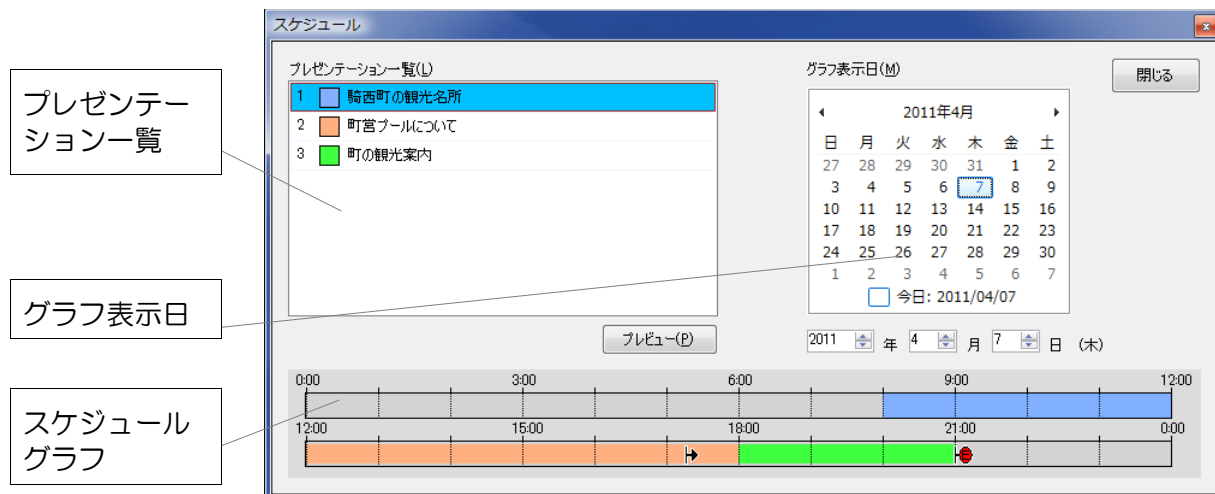 スケジュール
プレゼンテーション一覧(L)
1 騎西町の観光名所
2 町営プールについて
3 町の観光案内
プレビュー(P)
グラフ表示日(M)
閉じる
2011年4月
日 月 火 水 木 金 土
27 28 29 30 31 1 2
3 4 5 6 7 8 9
10 11 12 13 14 15 16
17 18 19 20 21 22 23
24 25 26 27 28 29 30
1 2 3 4 5 6 7
今日: 2011/04/07
2011 年 4 月 7 日 (木)
0:00 3:00 6:00 9:00 12:00
12:00 15:00 18:00 21:00 0:00
プレゼンテー
ション一覧
グラフ表示日
スケジュール
グラフ